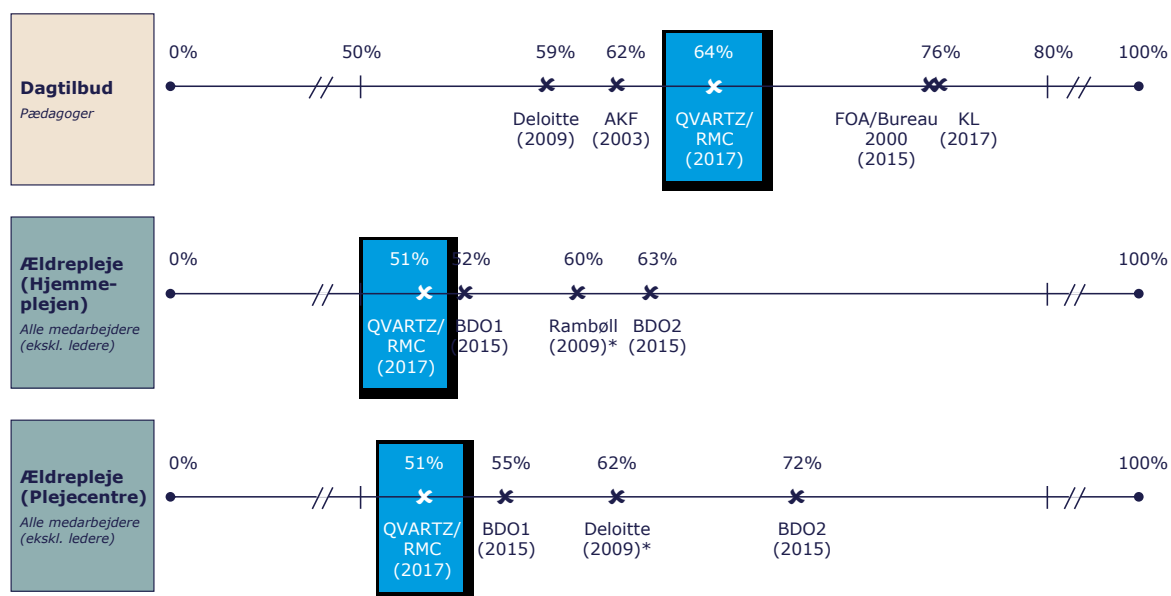 0%
50%
59%
62%
64%
76%
80%
100%
Dagtilbud
Pædagoger
Deloitte
(2009)
AKF
(2003)
QVARTZ/
RMC
(2017)
FOA/Bureau
2000
(2015)
KL
(2017)
0%
51%
52%
60%
63%
100%
Ældrepleje
(Hjemme-
plejen)
Alle medarbejdere
(ekskl. ledere)
QVARTZ/
RMC
(2017)
BDO1
(2015)
Rambøll
(2009)*
BDO2
(2015)
0%
51%
55%
62%
72%
100%
Ældrepleje
(Plejecentre)
Alle medarbejdere
(ekskl. ledere)
QVARTZ/
RMC
(2017)
BDO1
(2015)
Deloitte
(2009)*
BDO2
(2015)